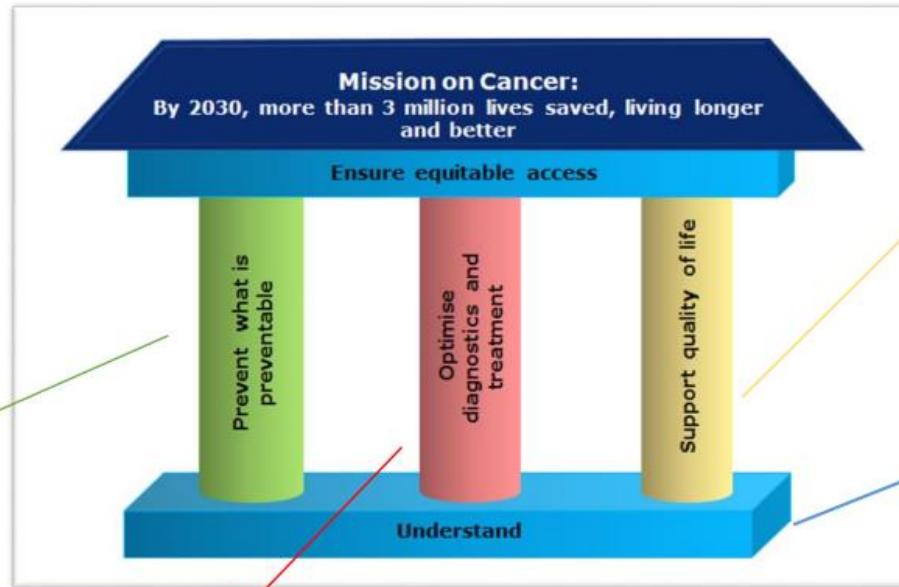 Mission on Cancer:
By 2030, more than 3 million lives saved, living longer
and better
Ensure equitable access
Prevent what is
preventable
Optimise
diagnostics and
treatment
Support quality of life
Understand